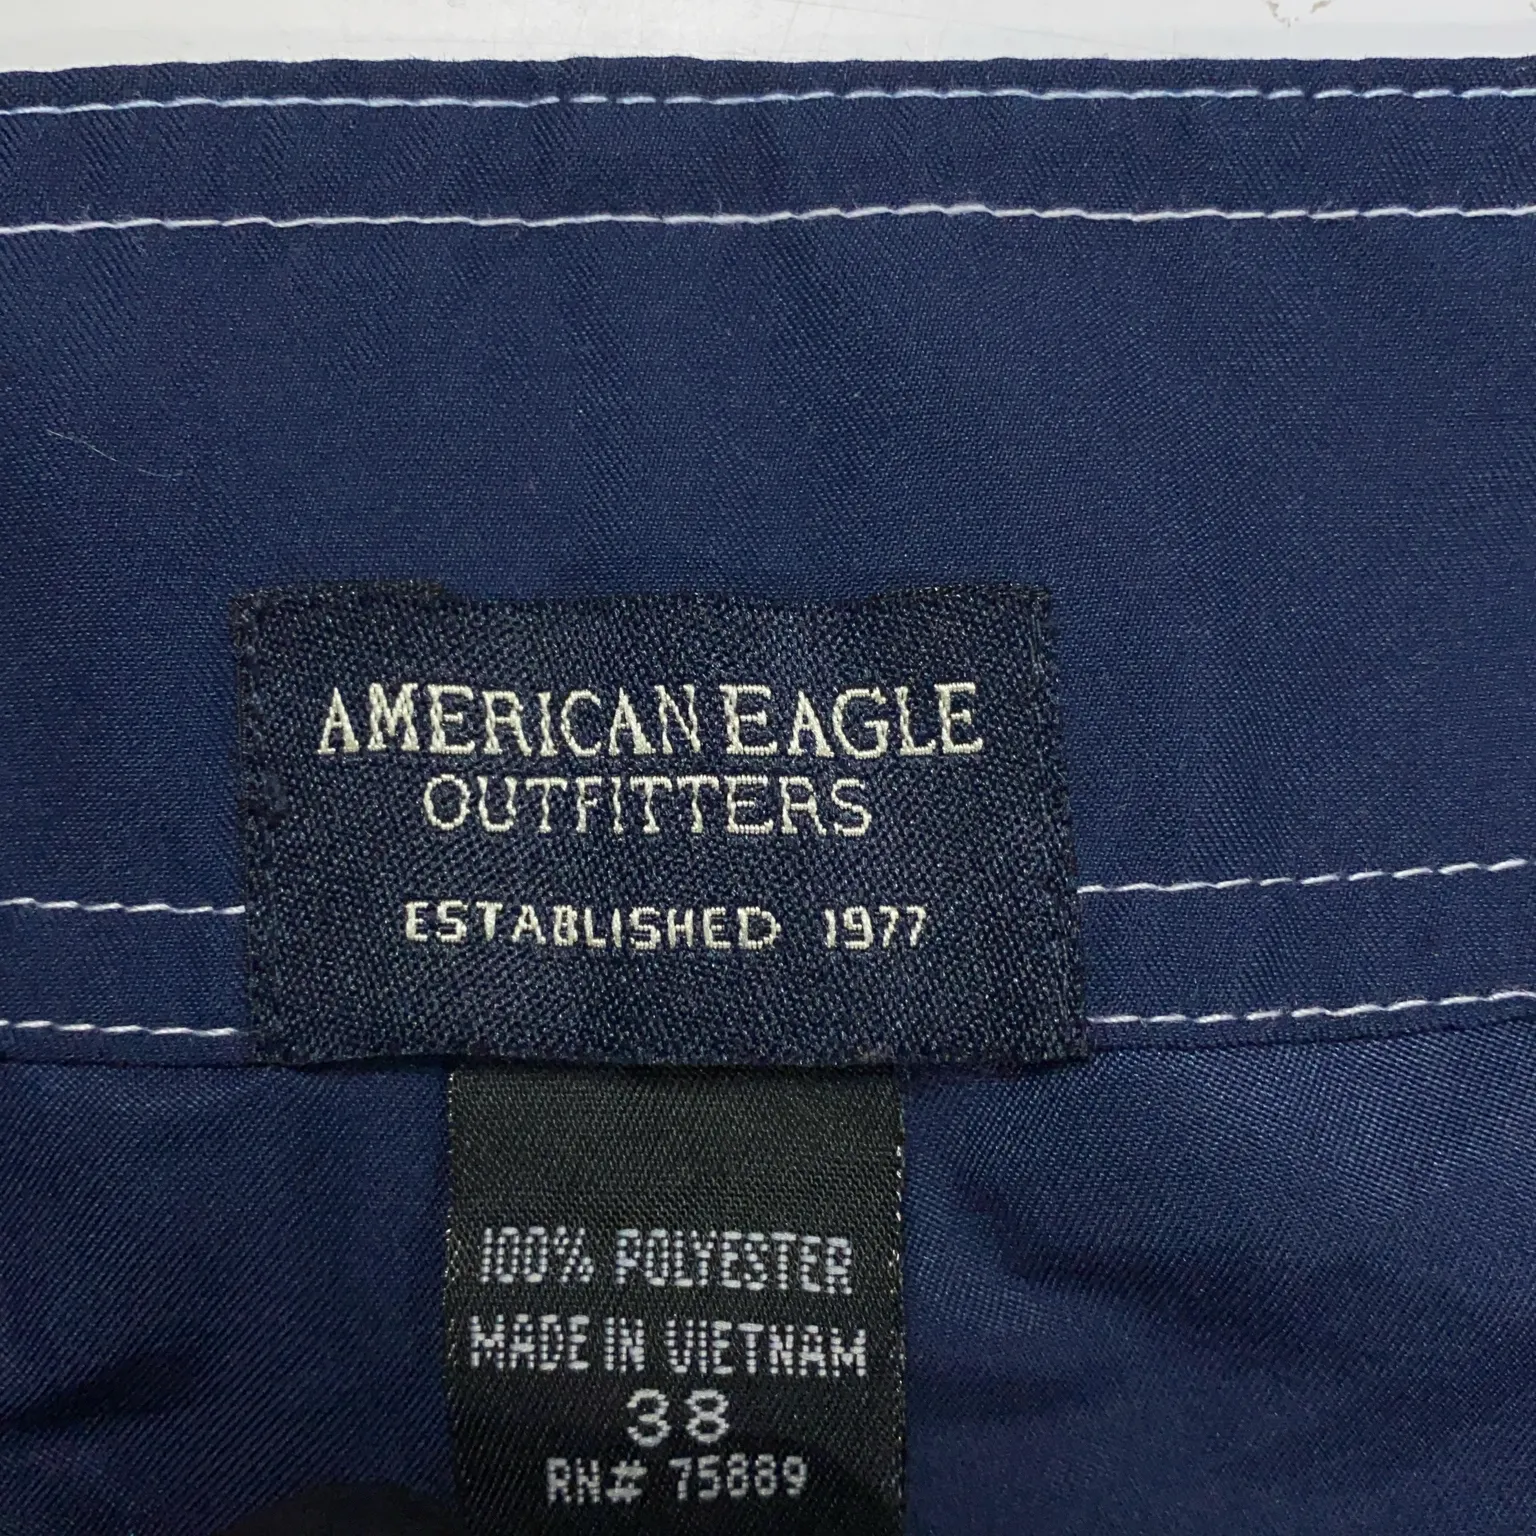 AMERICAN EAGLE
OUTFITTERS
ESTABLISHED 1977
100% POLYESTER
MADE IN VIETNAM
38
RN# 75889